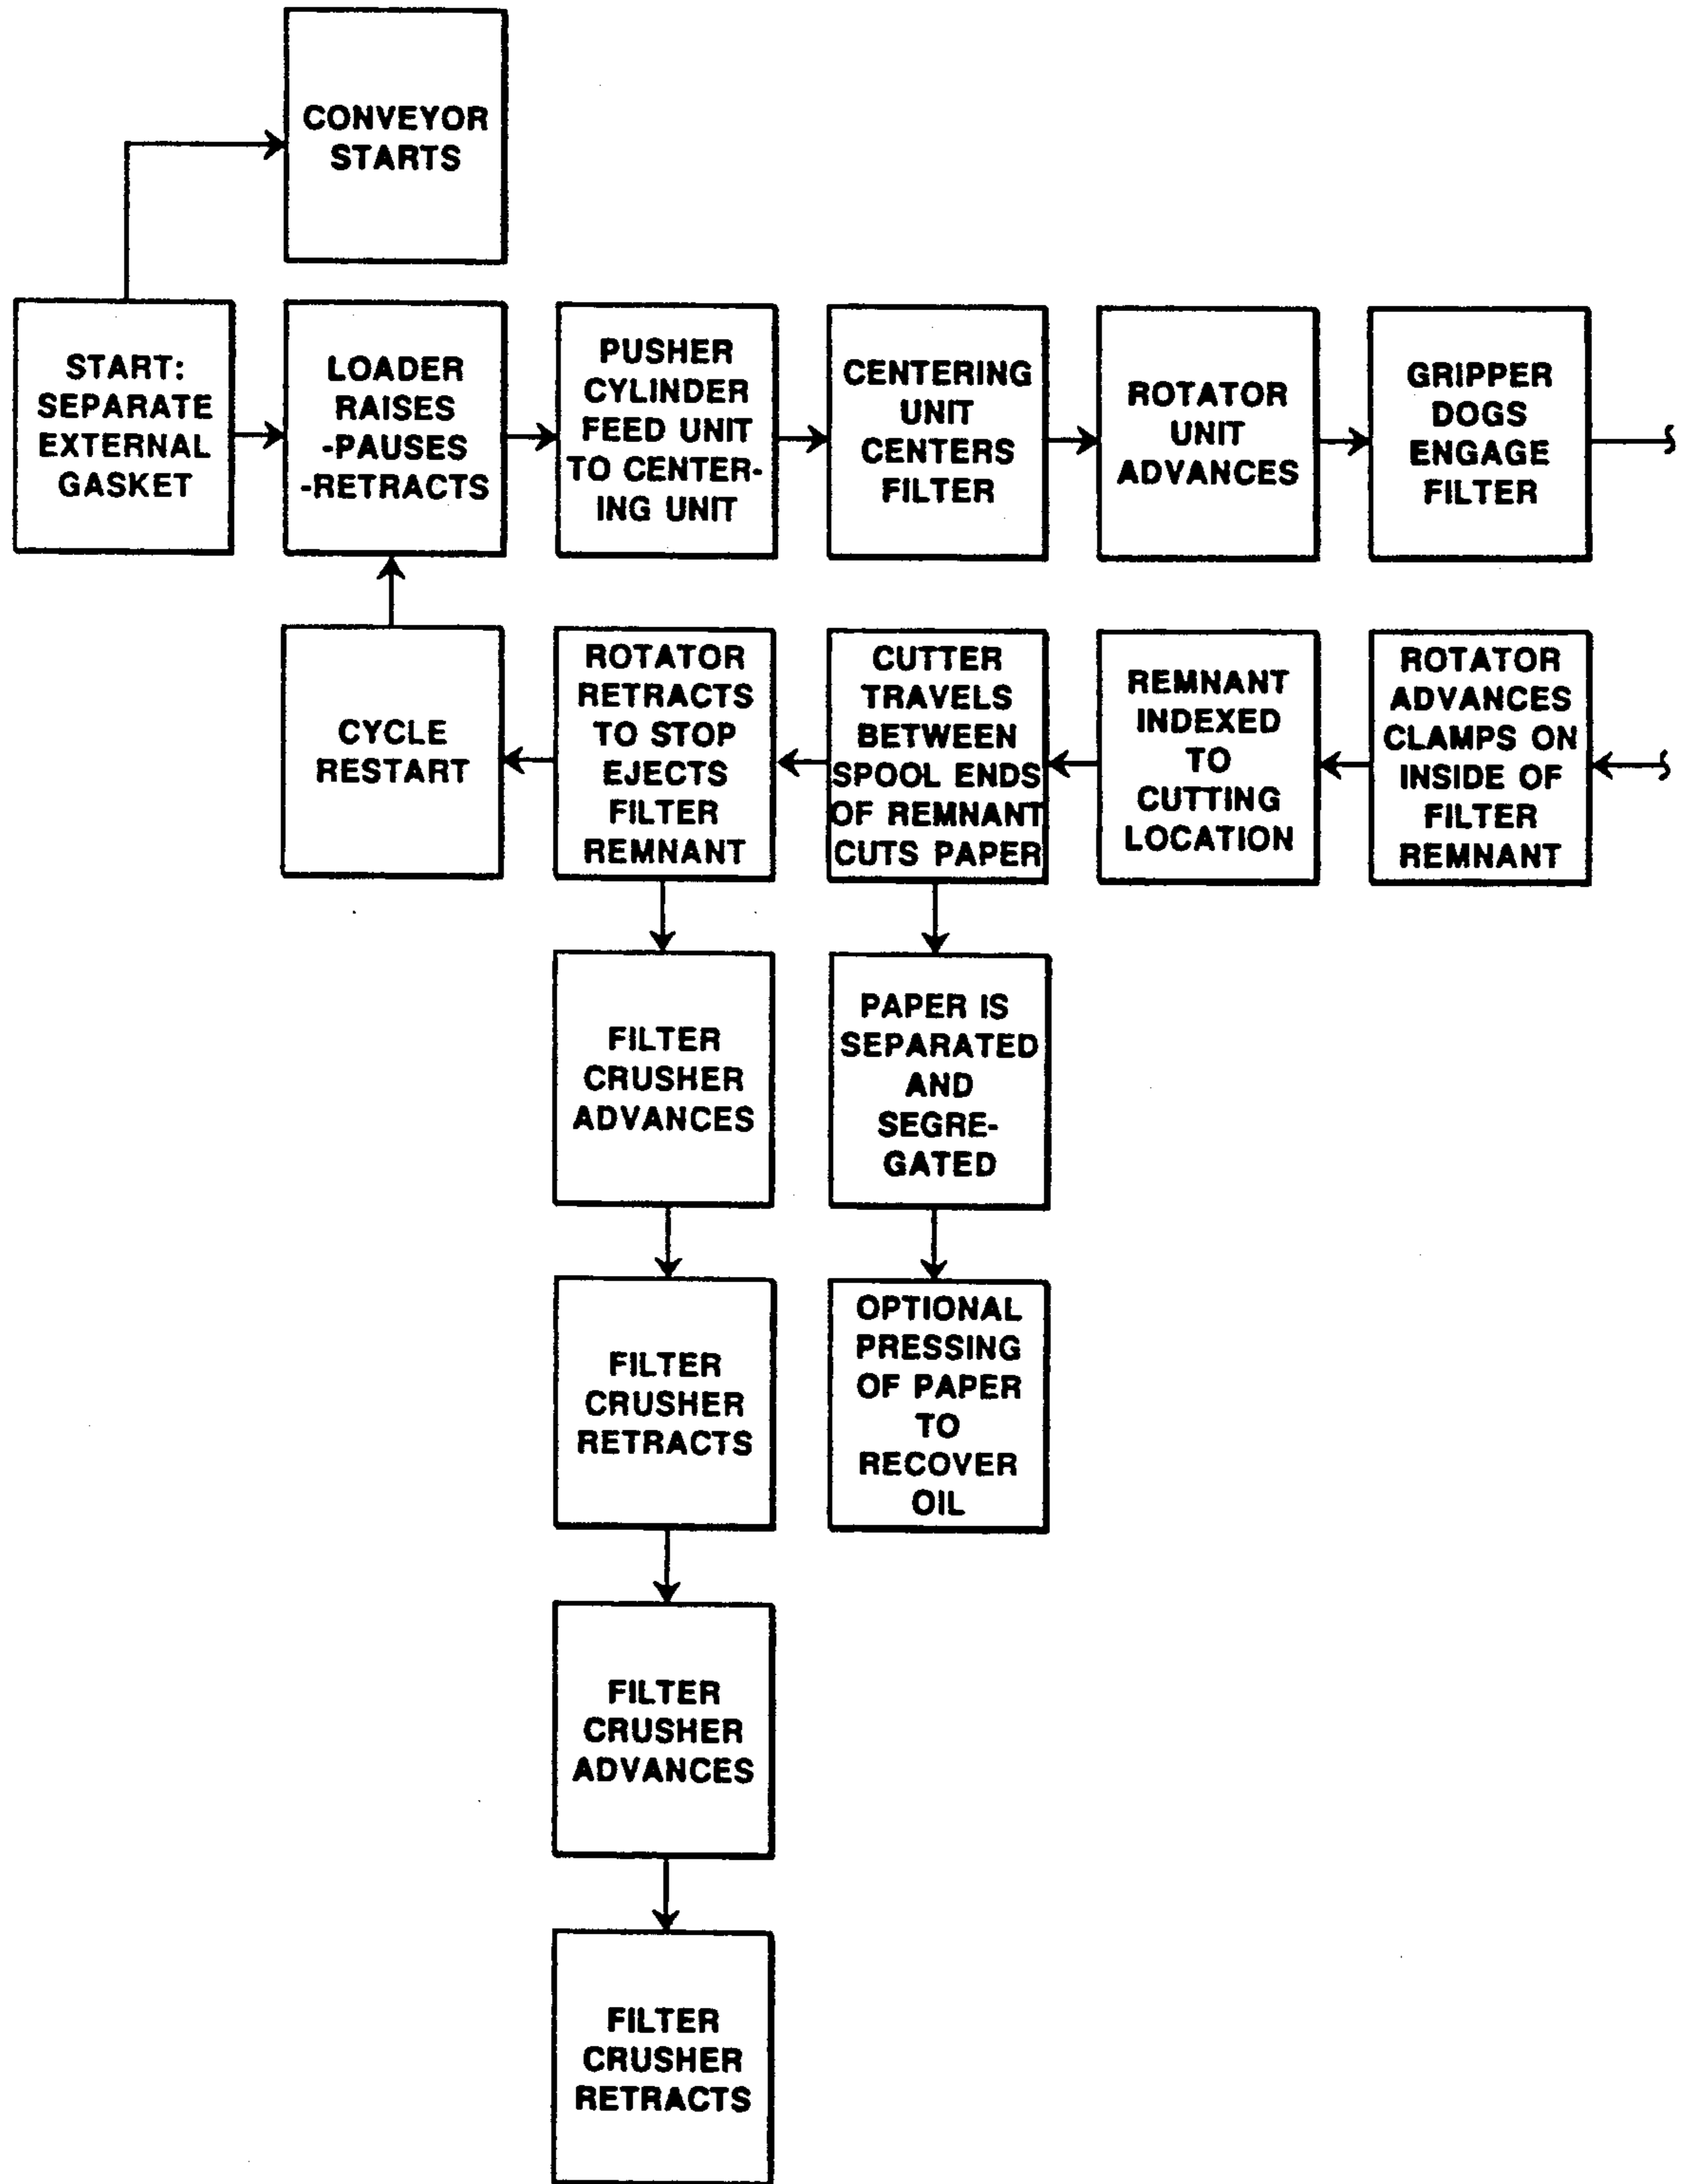 CONVEYOR
STARTS
START:
SEPARATE
EXTERNAL
GASKET
LOADER
RAISES
-PAUSES
-RETRACTS
PUSHER
CYLINDER
FEED UNIT
TO CENTER-
ING UNIT
CENTERING
UNIT
CENTERS
FILTER
ROTATOR
UNIT
ADVANCES
GRIPPER
DOGS
ENGAGE
FILTER
ROTATOR
ADVANCES
CLAMPS ON
INSIDE OF
FILTER
REMNANT
REMNANT
INDEXED
TO
CUTTING
LOCATION
CUTTER
TRAVELS
BETWEEN
SPOOL ENDS
OF REMNANT
CUTS PAPER
ROTATOR
RETRACTS
TO STOP
EJECTS
FILTER
REMNANT
CYCLE
RESTART
FILTER
CRUSHER
ADVANCES
PAPER IS
SEPARATED
AND
SEGRE-
GATED
FILTER
CRUSHER
RETRACTS
OPTIONAL
PRESSING
OF PAPER
TO
RECOVER
OIL
FILTER
CRUSHER
ADVANCES
FILTER
CRUSHER
RETRACTS